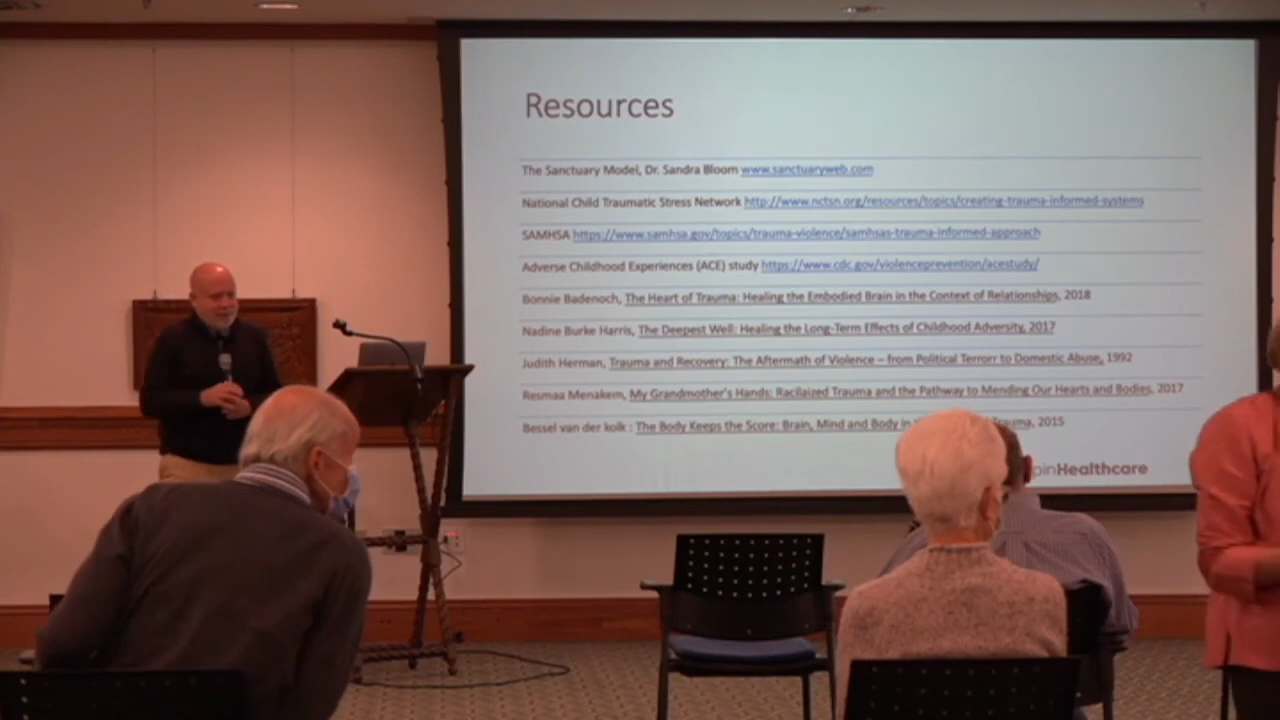 Resources
The Sanctuary Model, Dr. Sandra Bloom www.sanctuaryweb.com
National Child Traumatic Stress Network http://www.nctsn.org/resources/topics/creating-trauma-informed-systems
SAMHSA https://www.samhsa.gov/topics/trauma-violence/samhsas-trauma-informed-approach
Adverse Childhood Experiences (ACE) study https://www.cdc.gov/violenceprevention/acestudy/
Bonnie Badenoch, The Heart of Trauma: Healing the Embodied Brain in the Context of Relationships, 2018
Nadine Burke Harris, The Deepest Well: Healing the Long-Term Effects of Childhood Adversity, 2017
Judith Herman, Trauma and Recovery: The Aftermath of Violence – from Political Terrorr to Domestic Abuse, 1992
Resmaa Menakem, My Grandmother's Hands: Racilaized Trauma and the Pathway to Mending Our Hearts and Bodies, 2017
Bessel van der kolk : The Body Keeps the Score: Brain, Mind and Body in Trauma, 2015
Healthcare